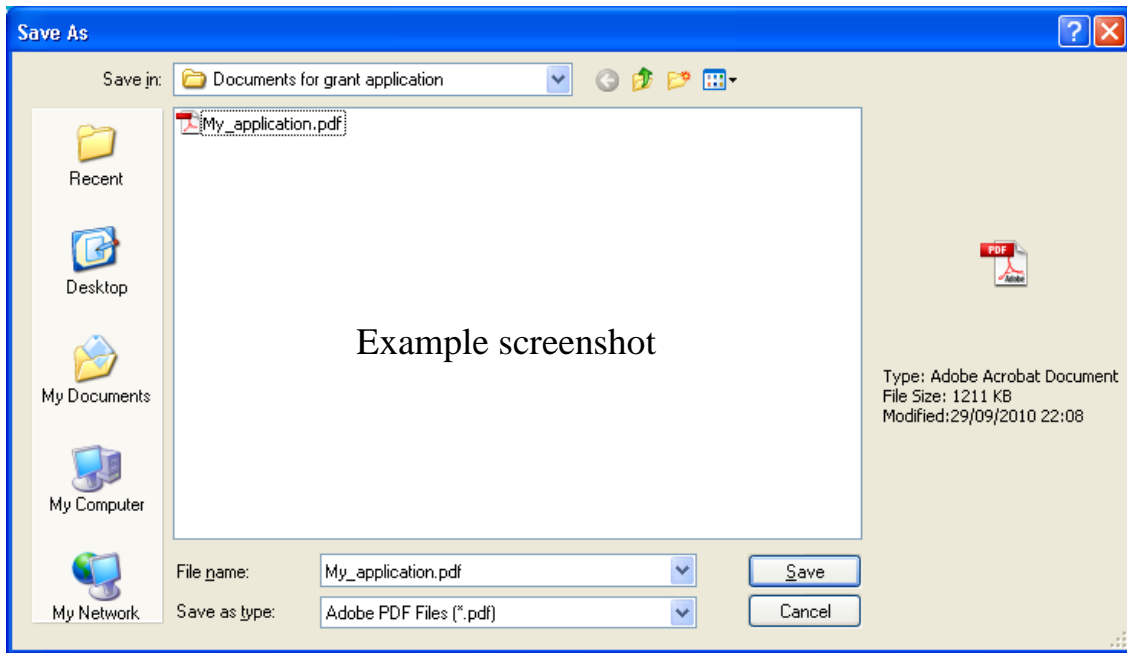 Save As
Save in:
Documents for grant application
My_application.pdf
Recent
Desktop
My Documents
My Computer
My Network
Example screenshot
PDF
Adobe
Type: Adobe Acrobat Document
File Size: 1211 KB
Modified:29/09/2010 22:08
File name:
My_application.pdf
Save
Save as type:
Adobe PDF Files (*.pdf)
Cancel